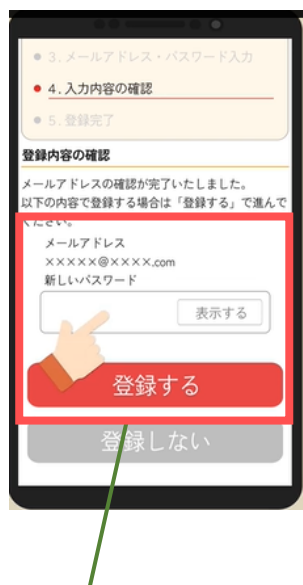 3. メールアドレス・パスワード入力
4. 入力内容の確認
5. 登録完了
登録内容の確認
メールアドレスの確認が完了いたしました。
以下の内容で登録する場合は「登録する」で進んで
ください。
メールアドレス
×××××@××××.com
新しいパスワード
表示する
登録する
登録しない